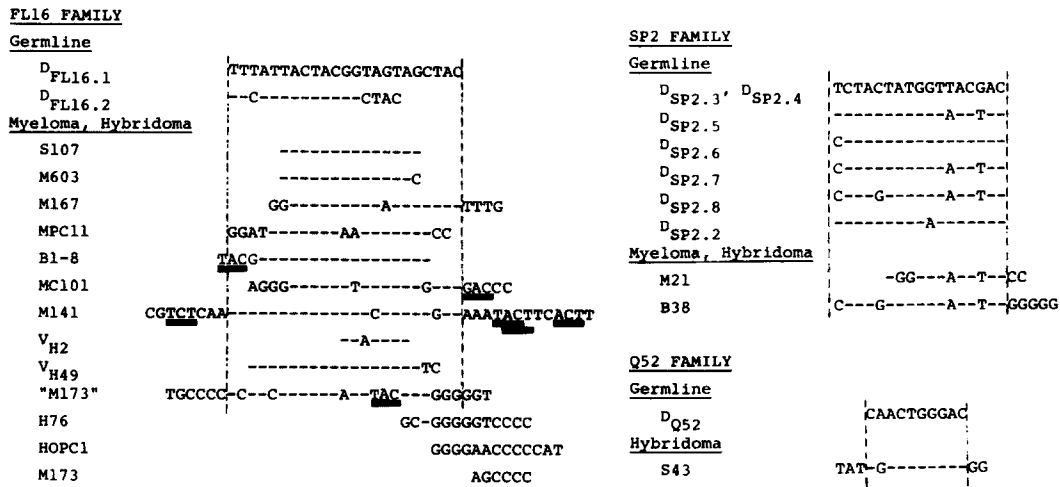 FL16 FAMILY
Germline
DFL16.1 TTTATTACTACGGTAGTAGCTAC
DFL16.2 --C----------CTAC
Myeloma, Hybridoma
S107 --------------
M603 -------------C
M167 GG---------A-------TTTG
MPC11 GGAT-------AA-------CC
B1-8 TACG-----------------
MC101 AGGG------T------G---GACCC
M141 CGTCTCAA--------------C-----G--AAATACTTCACTT
VH2 --A----
VH49 -----------------TC
"M173" TGCCCC-C--C------A--TAC---GGGGGT
H76 GC-GGGGGTCCCC
HOPC1 GGGGAACCCCCAT
M173 AGCCCC
SP2 FAMILY
Germline
DSP2.3, DSP2.4 TCTACTATGGTTACGAC
DSP2.5 -----------A--T--
DSP2.6 C----------------
DSP2.7 C----------A--T--
DSP2.8 C---G------A--T--
DSP2.2 ---------A-------
Myeloma, Hybridoma
M21 -GG---A--T--CC
B38 C---G------A--T--GGGGG
Q52 FAMILY
Germline
DQ52 CAACTGGGAC
Hybridoma
S43 TAT-G--------GG